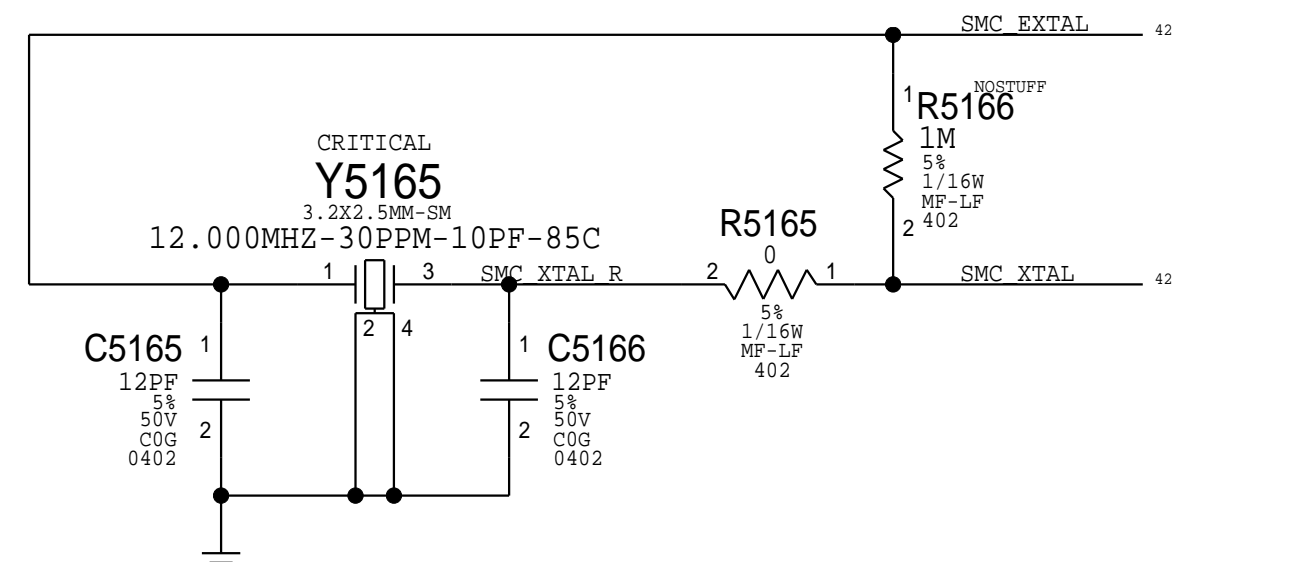 SMC_EXTAL 42
NOSTUFF
1 R5166
1M
5%
1/16W
MF-LF
402
2
CRITICAL
Y5165
3.2X2.5MM-SM
12.000MHZ-30PPM-10PF-85C
1 3
SMC_XTAL_R
2 4
R5165
0
2 1
5%
1/16W
MF-LF
402
SMC_XTAL 42
C5165 1
12PF
5%
50V
C0G
0402
2
1 C5166
12PF
5%
50V
C0G
0402
2